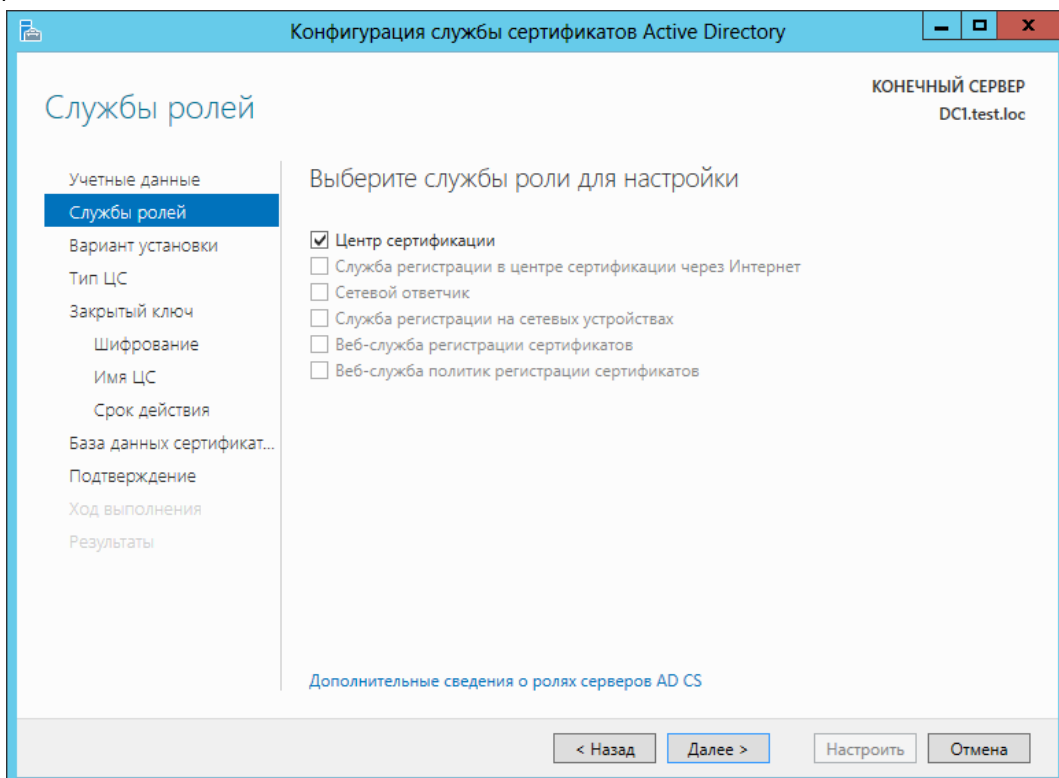 Конфигурация службы сертификатов Active Directory
Службы ролей
КОНЕЧНЫЙ СЕРВЕР
DC1.test.loc
Учетные данные
Службы ролей
Вариант установки
Тип ЦС
Закрытый ключ
Шифрование
Имя ЦС
Срок действия
База данных сертификат...
Подтверждение
Ход выполнения
Результаты
Выберите службы роли для настройки
Центр сертификации
Служба регистрации в центре сертификации через Интернет
Сетевой ответчик
Служба регистрации на сетевых устройствах
Веб-служба регистрации сертификатов
Веб-служба политик регистрации сертификатов
Дополнительные сведения о ролях серверов AD CS
< Назад
Далее >
Настроить
Отмена